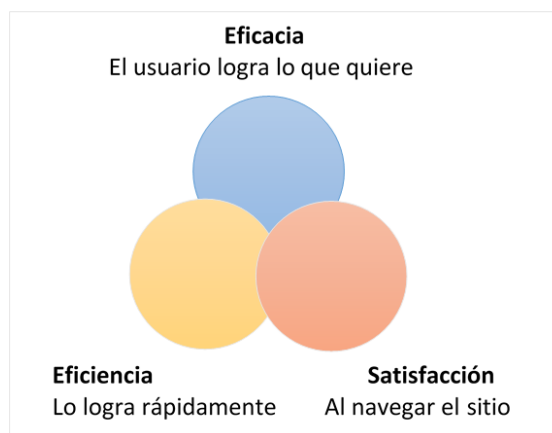 Eficacia
El usuario logra lo que quiere
Eficiencia
Lo logra rápidamente
Satisfacción
Al navegar el sitio